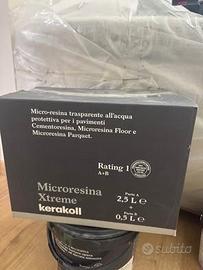 Micro-resina trasparente all'acqua
protettiva per i pavimenti
Cementoresina, Microresina Floor e
Microresina Parquet.
Rating 1
A+B
Microresina
Xtreme
kerakoll
Parte A
2,5 L e
+
Parte B
0,5 L e
subito